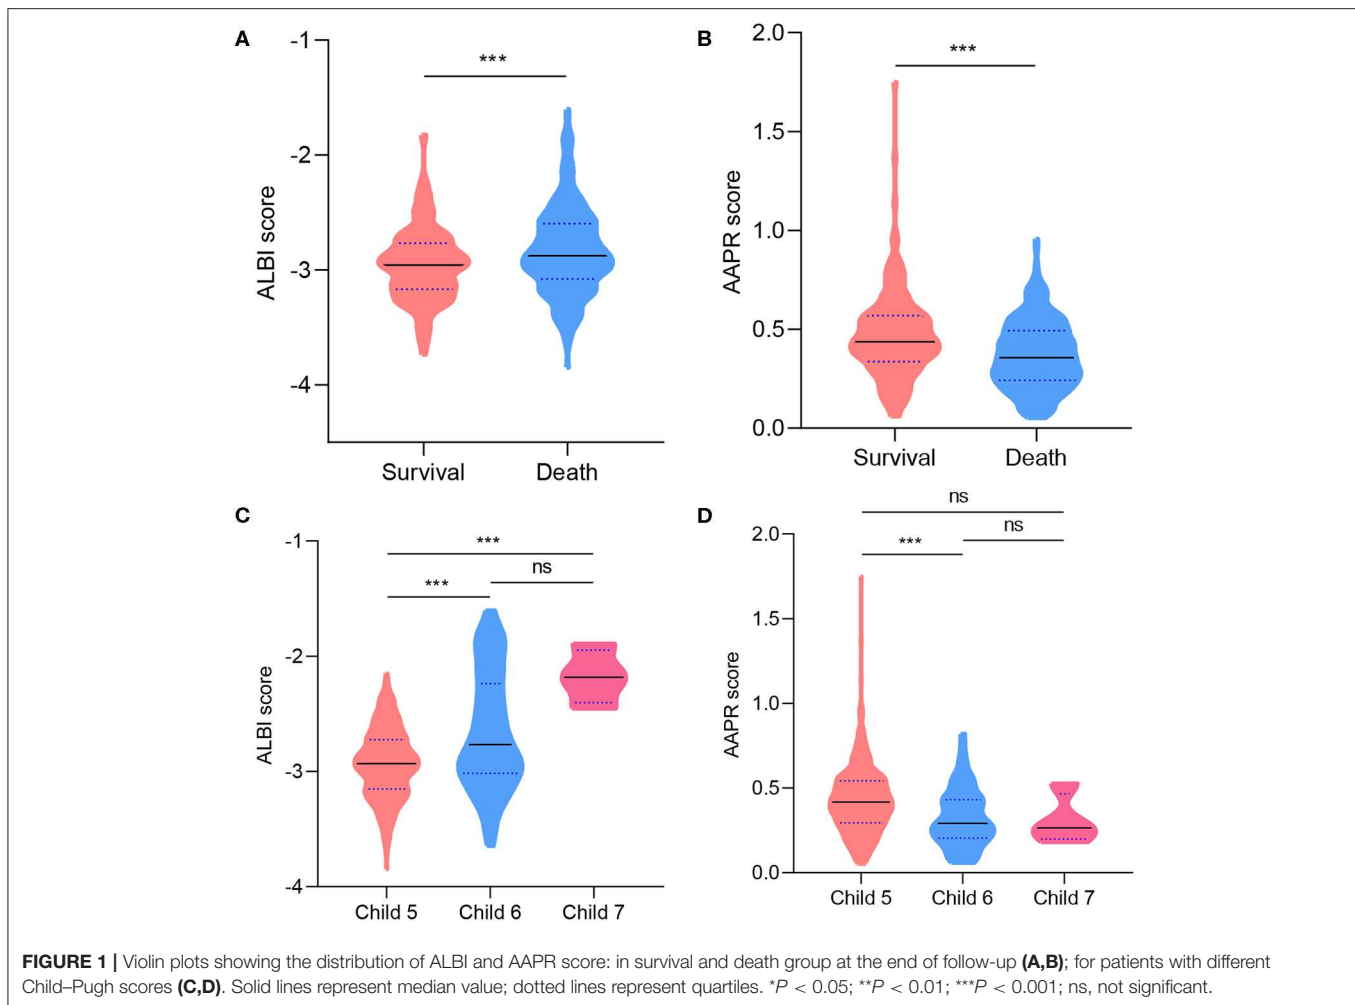 A
-1
-2
-3
-4
ALBI score
***
Survival
Death
B
2.0
1.5
1.0
0.5
0.0
AAPR score
***
Survival
Death
C
-1
-2
-3
-4
ALBI score
***
***
ns
Child 5
Child 6
Child 7
D
2.0
1.5
1.0
0.5
0.0
AAPR score
ns
***
ns
Child 5
Child 6
Child 7
FIGURE 1 | Violin plots showing the distribution of ALBI and AAPR score: in survival and death group at the end of follow-up (A,B); for patients with different
Child–Pugh scores (C,D). Solid lines represent median value; dotted lines represent quartiles. *P < 0.05; **P < 0.01; ***P < 0.001; ns, not significant.